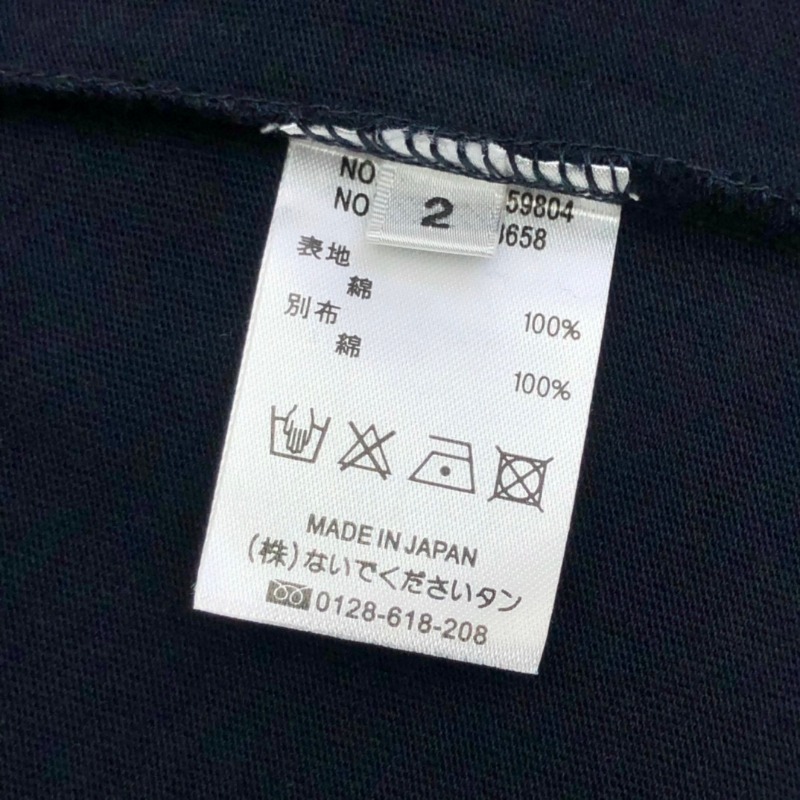 NO
NO 59804
2 3658
表地
綿 100%
別布
綿 100%
MADE IN JAPAN
(株)ないでくださいタン
0128-618-208